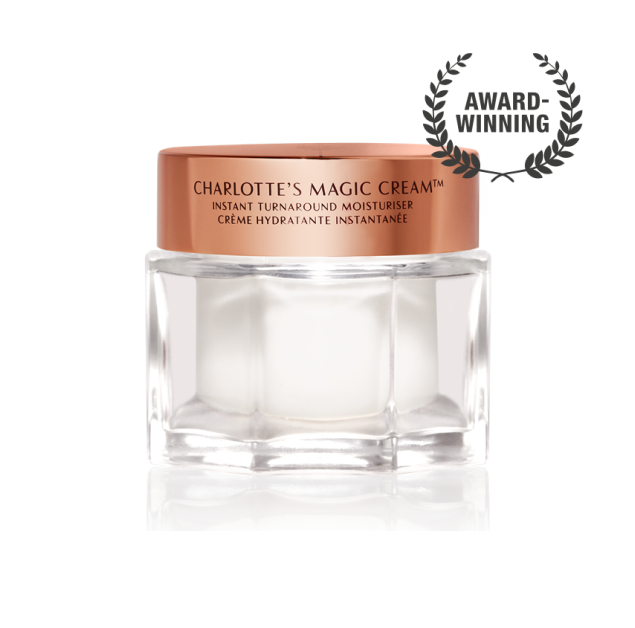 AWARD-
WINNING
CHARLOTTE'S MAGIC CREAM™
INSTANT TURNAROUND MOISTURISER
CRÈME HYDRATANTE INSTANTANÉE